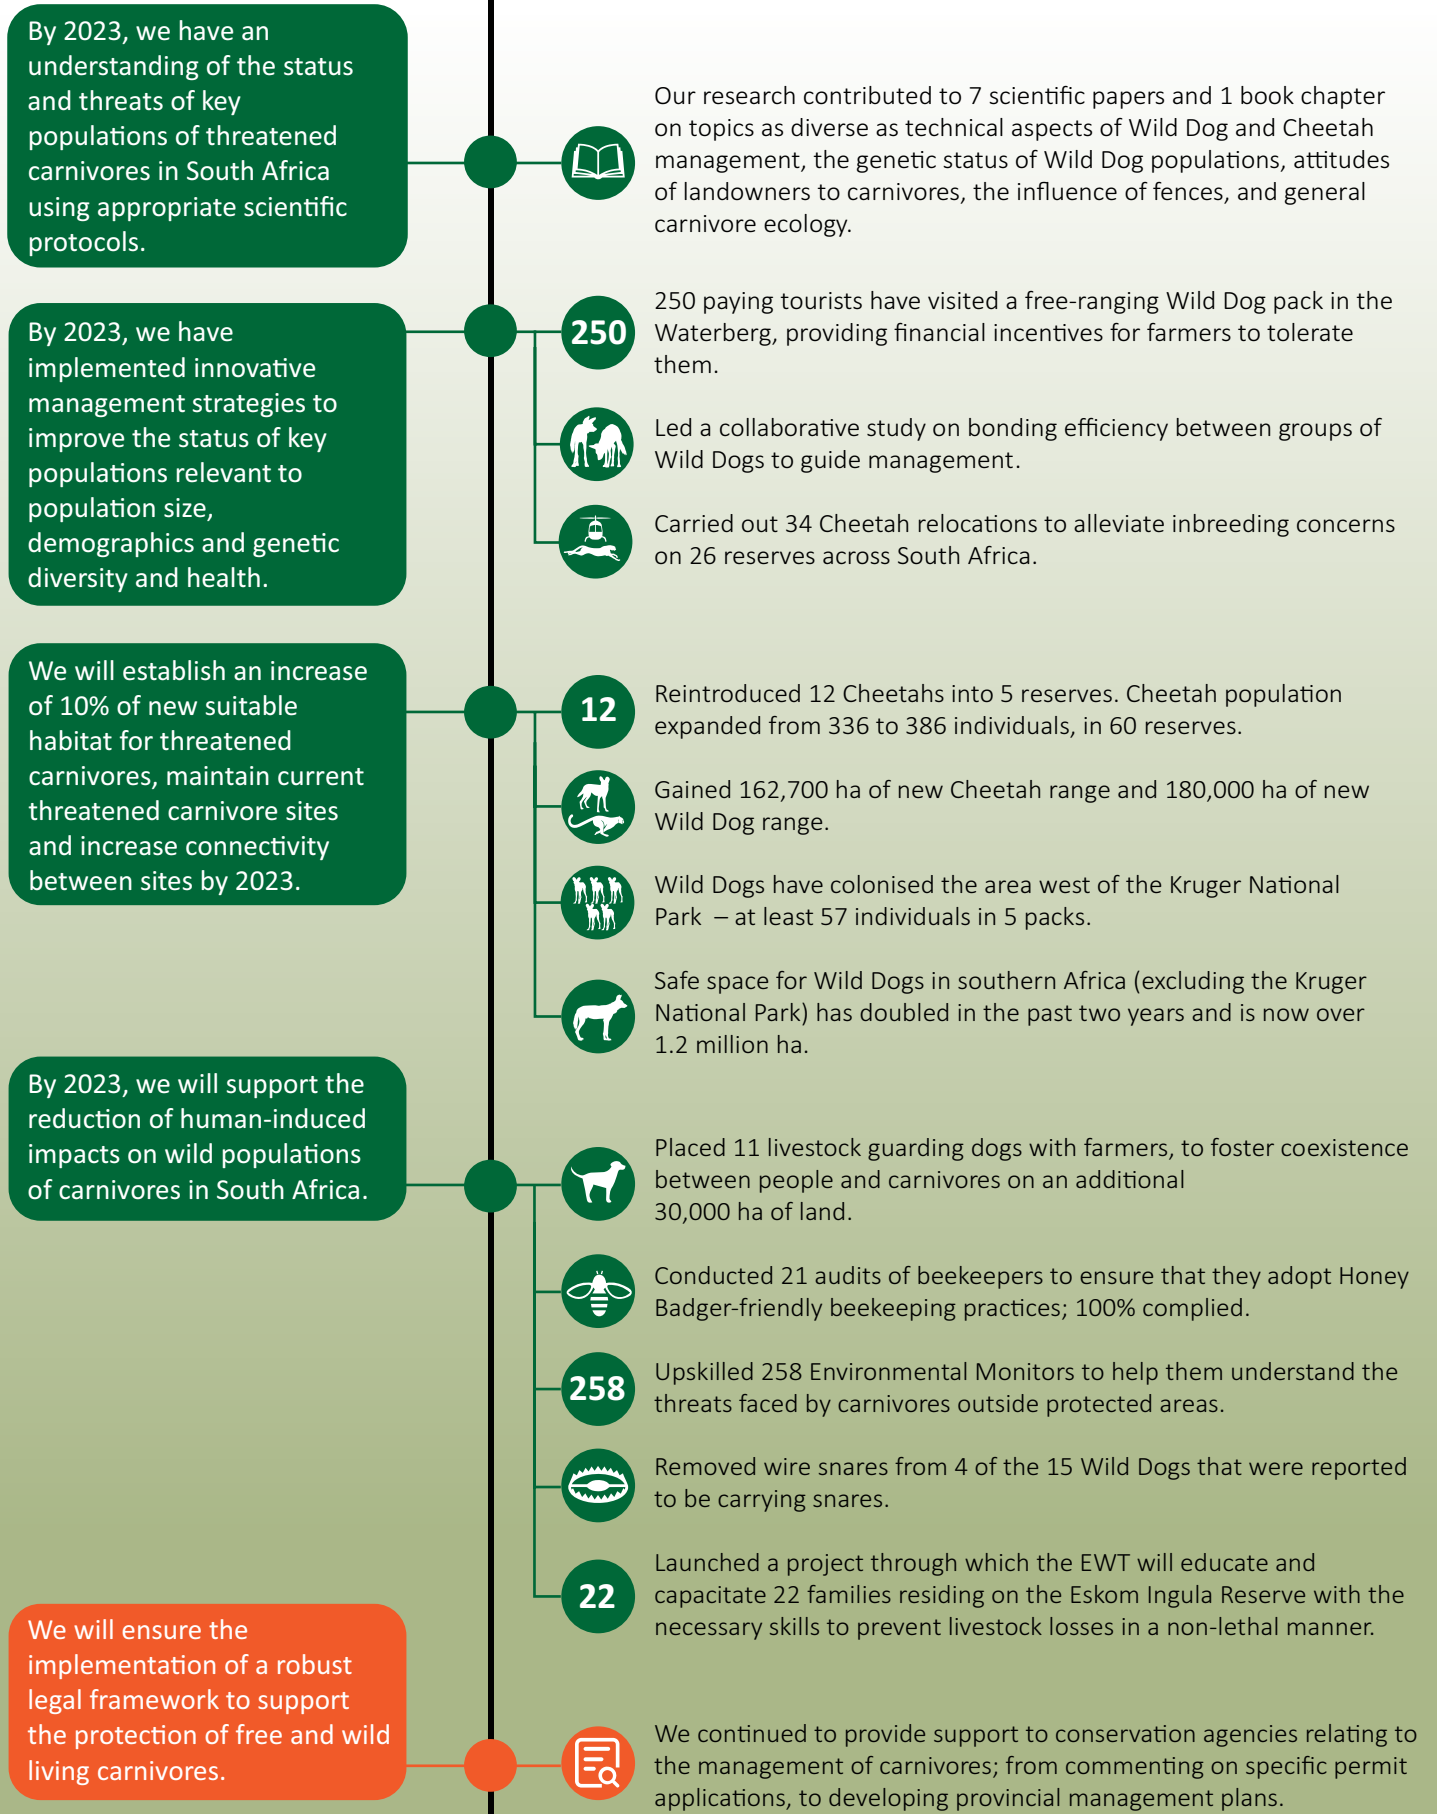 By 2023, we have an
understanding of the status
and threats of key
populations of threatened
carnivores in South Africa
using appropriate scientific
protocols.
Our research contributed to 7 scientific papers and 1 book chapter
on topics as diverse as technical aspects of Wild Dog and Cheetah
management, the genetic status of Wild Dog populations, attitudes
of landowners to carnivores, the influence of fences, and general
carnivore ecology.
By 2023, we have
implemented innovative
management strategies to
improve the status of key
populations relevant to
population size,
demographics and genetic
diversity and health.
250
250 paying tourists have visited a free-ranging Wild Dog pack in the
Waterberg, providing financial incentives for farmers to tolerate
them.
Led a collaborative study on bonding efficiency between groups of
Wild Dogs to guide management.
Carried out 34 Cheetah relocations to alleviate inbreeding concerns
on 26 reserves across South Africa.
We will establish an increase
of 10% of new suitable
habitat for threatened
carnivores, maintain current
threatened carnivore sites
and increase connectivity
between sites by 2023.
12
Reintroduced 12 Cheetahs into 5 reserves. Cheetah population
expanded from 336 to 386 individuals, in 60 reserves.
Gained 162,700 ha of new Cheetah range and 180,000 ha of new
Wild Dog range.
Wild Dogs have colonised the area west of the Kruger National
Park – at least 57 individuals in 5 packs.
Safe space for Wild Dogs in southern Africa (excluding the Kruger
National Park) has doubled in the past two years and is now over
1.2 million ha.
By 2023, we will support the
reduction of human-induced
impacts on wild populations
of carnivores in South Africa.
Placed 11 livestock guarding dogs with farmers, to foster coexistence
between people and carnivores on an additional
30,000 ha of land.
Conducted 21 audits of beekeepers to ensure that they adopt Honey
Badger-friendly beekeeping practices; 100% complied.
258
Upskilled 258 Environmental Monitors to help them understand the
threats faced by carnivores outside protected areas.
Removed wire snares from 4 of the 15 Wild Dogs that were reported
to be carrying snares.
22
Launched a project through which the EWT will educate and
capacitate 22 families residing on the Eskom Ingula Reserve with the
necessary skills to prevent livestock losses in a non-lethal manner.
We will ensure the
implementation of a robust
legal framework to support
the protection of free and wild
living carnivores.
We continued to provide support to conservation agencies relating to
the management of carnivores; from commenting on specific permit
applications, to developing provincial management plans.